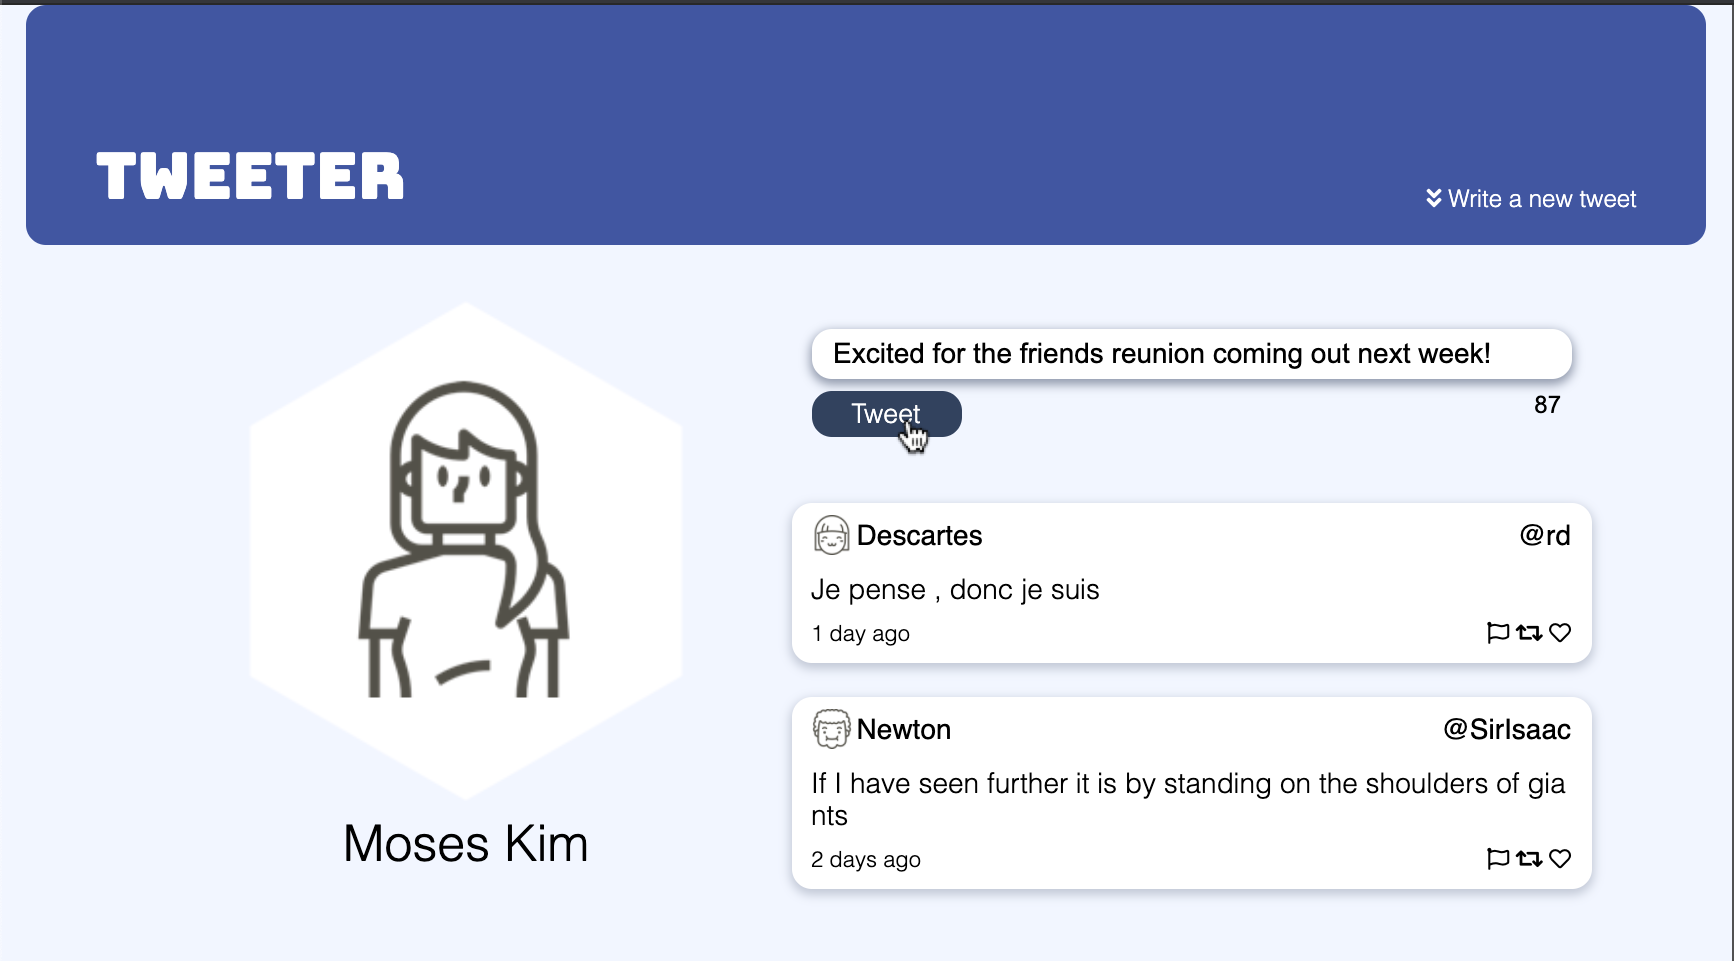 TWEETER
Write a new tweet
Excited for the friends reunion coming out next week!
Tweet
87
Descartes
@rd
Je pense , donc je suis
1 day ago
Newton
@SirIsaac
If I have seen further it is by standing on the shoulders of gia
nts
2 days ago
Moses Kim